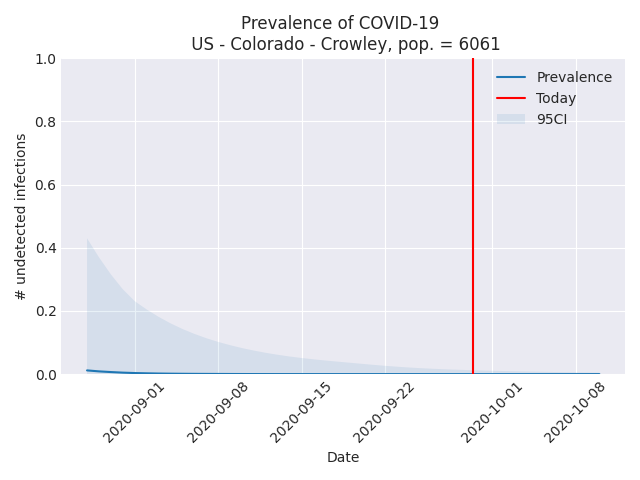 Prevalence of COVID-19
US - Colorado - Crowley, pop. = 6061
1.0
0.8
0.6
0.4
0.2
0.0
# undetected infections
Prevalence
Today
95CI
2020-09-01
2020-09-08
2020-09-15
2020-09-22
2020-10-01
2020-10-08
Date